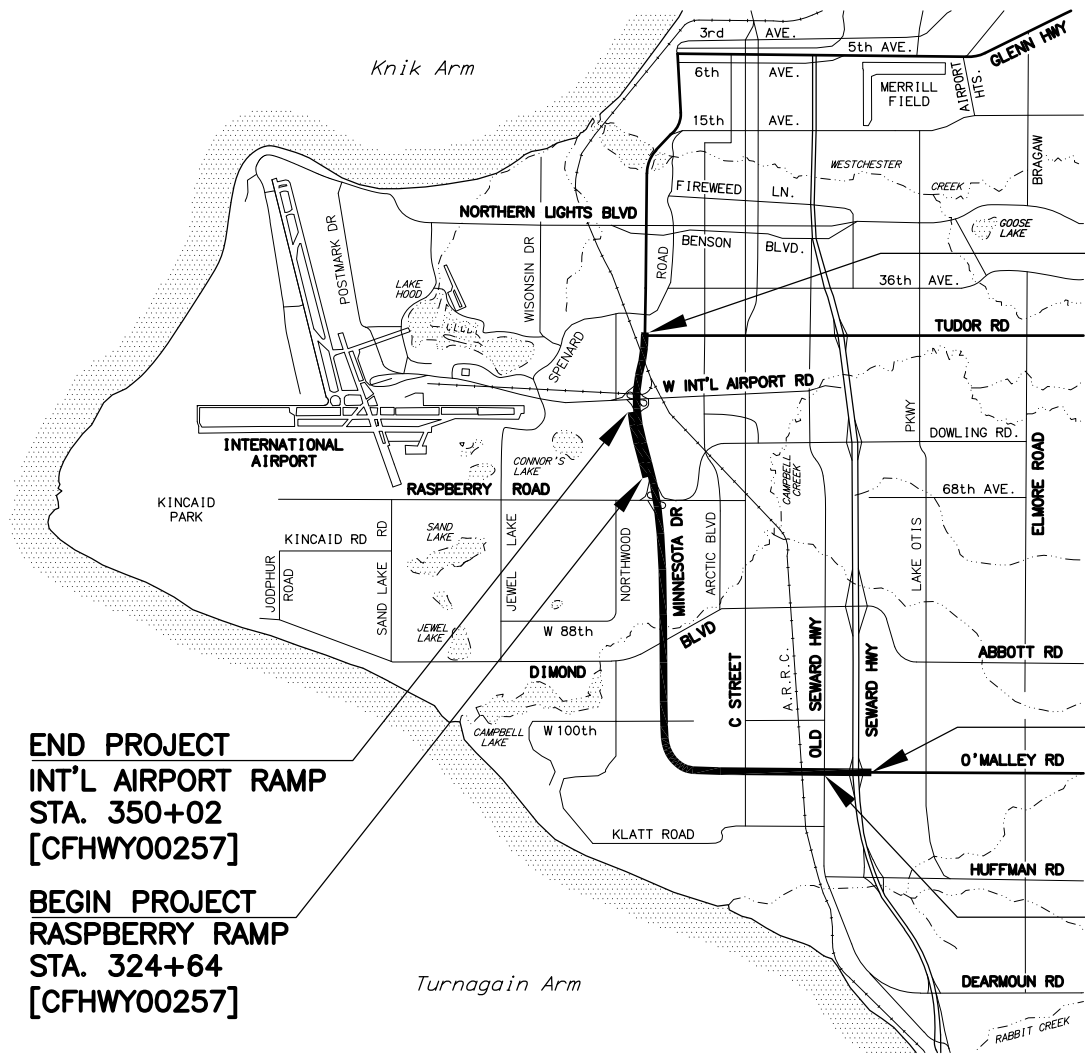 3rd AVE.
5th AVE.
GLENN HWY
Knik Arm
6th AVE.
MERRILL
FIELD
AIRPORT
HTS.
15th AVE.
BRAGAW
WESTCHESTER
CREEK
FIREWEED LN.
NORTHERN LIGHTS BLVD
GOOSE
LAKE
POSTMARK DR
WISONSIN DR
ROAD
BENSON BLVD.
LAKE
HOOD
36th AVE.
TUDOR RD
SPENARD
W INT'L AIRPORT RD
PKWY
DOWLING RD.
INTERNATIONAL
AIRPORT
CONNOR'S
LAKE
CAMPBELL
CREEK
ELMORE ROAD
RASPBERRY ROAD
68th AVE.
KINCAID
PARK
SAND
LAKE
KINCAID RD
SAND LAKE RD
JEWEL LAKE
NORTHWOOD
MINNESOTA DR
ARCTIC BLVD
LAKE OTIS
JODPHUR
ROAD
JEWEL
LAKE
W 88th
BLVD
DIMOND
ABBOTT RD
C STREET
A.R.R.C.
OLD SEWARD HWY
SEWARD HWY
CAMPBELL
LAKE
W 100th
END PROJECT
INT'L AIRPORT RAMP
STA. 350+02
[CFHWY00257]
O'MALLEY RD
KLATT ROAD
HUFFMAN RD
BEGIN PROJECT
RASPBERRY RAMP
STA. 324+64
[CFHWY00257]
Turnagain Arm
DEARMOUN RD
RABBIT CREEK